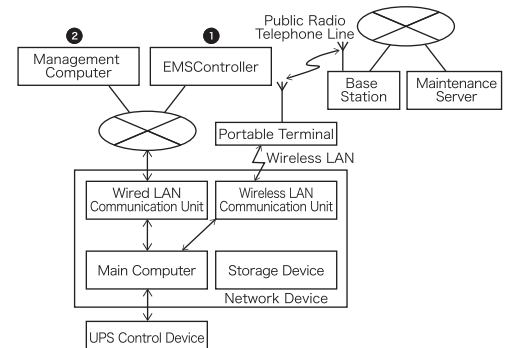 Public Radio
Telephone Line
2
1
Management
Computer
EMSController
Base
Station
Maintenance
Server
Portable Terminal
Wireless LAN
Wired LAN
Communication Unit
Wireless LAN
Communication Unit
Main Computer
Storage Device
Network Device
UPS Control Device